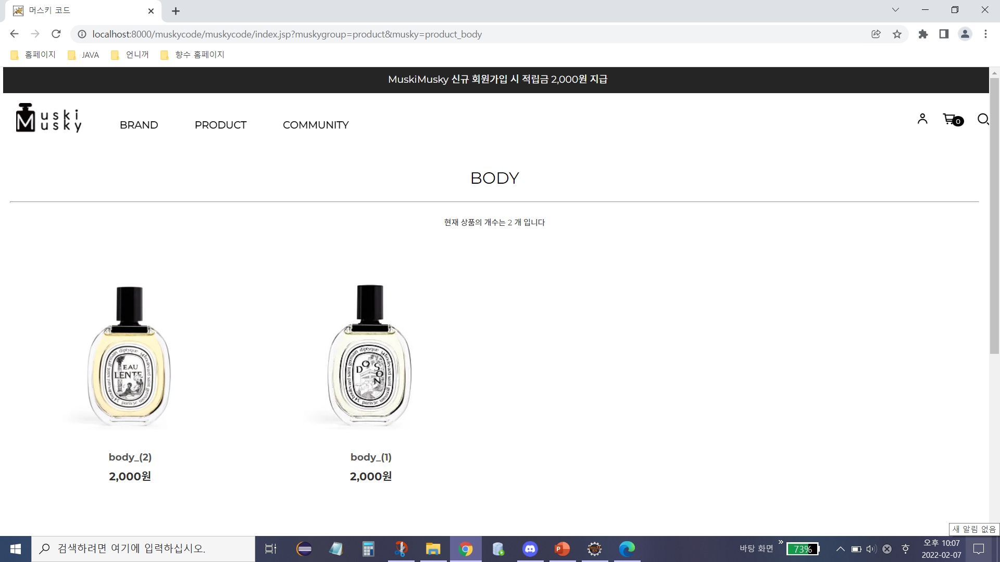 머스키 코드
localhost:8000/muskycode/muskycode/index.jsp?muskygroup=product&musky=product_body
홈페이지 JAVA 언니꺼 향수 홈페이지
MuskiMusky 신규 회원가입 시 적립금 2,000원 지급
Muski
Musky
BRAND PRODUCT COMMUNITY
0
BODY
현재 상품의 개수는 2 개 입니다
diptyque 34 boulevard saint germain paris 5e
EAU
LENTE
diptyque 34 boulevard saint germain paris 5e
DO SON
body_(2) body_(1)
2,000원 2,000원
새 알림 없음
검색하려면 여기에 입력하십시오.
바탕 화면
73%
오후 10:07
2022-02-07